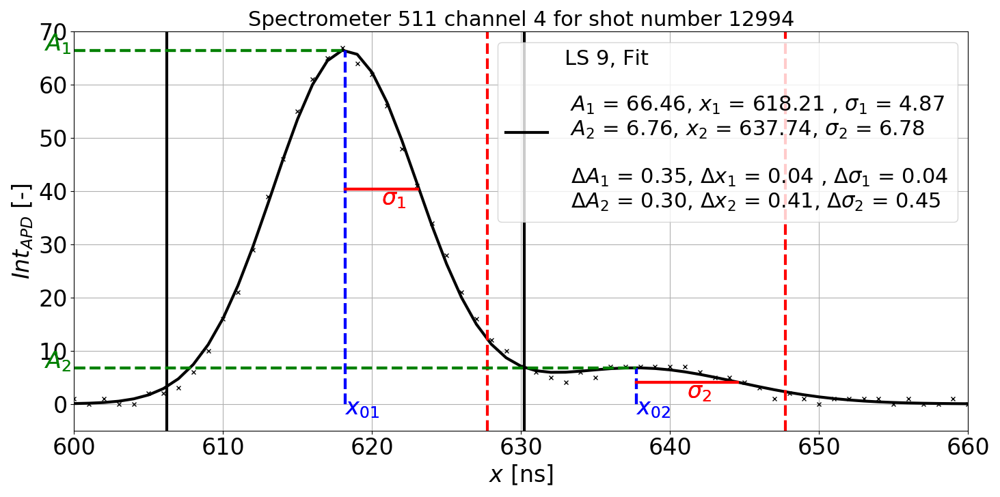 Spectrometer 511 channel 4 for shot number 12994
70
A₁
60
50
40
30
20
10
A₂
0
Int_APD [-]
LS 9, Fit
A₁ = 66.46, x₁ = 618.21 , σ₁ = 4.87
A₂ = 6.76, x₂ = 637.74, σ₂ = 6.78
ΔA₁ = 0.35, Δx₁ = 0.04 , Δσ₁ = 0.04
ΔA₂ = 0.30, Δx₂ = 0.41, Δσ₂ = 0.45
σ₁
σ₂
x₀₁
x₀₂
600 610 620 630 640 650 660
x [ns]